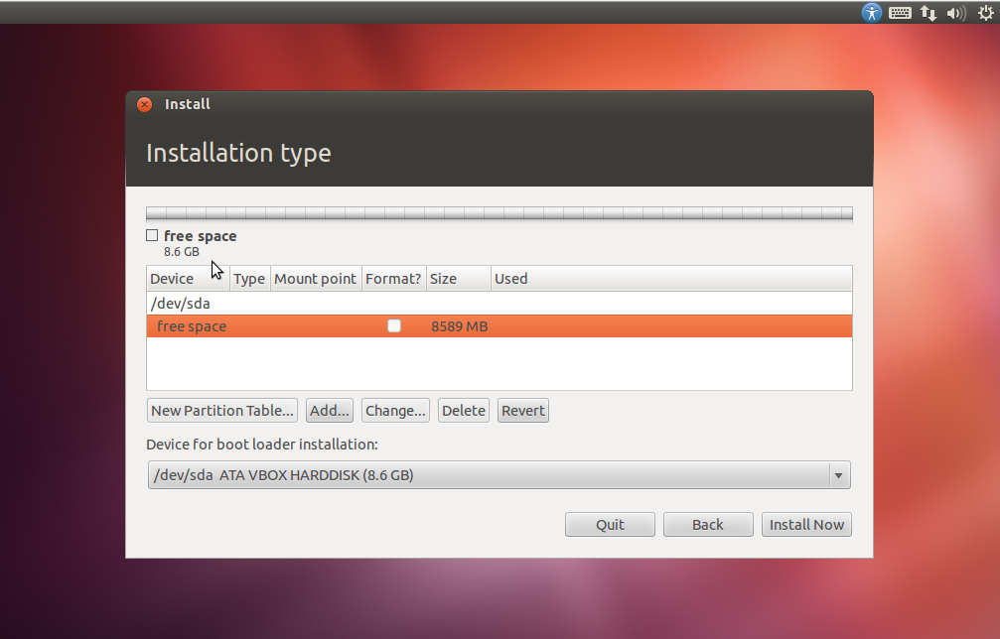 Install
Installation type
free space
8.6 GB
Device Type Mount point Format? Size Used
/dev/sda
free space 8589 MB
New Partition Table... Add... Change... Delete Revert
Device for boot loader installation:
/dev/sda ATA VBOX HARDDISK (8.6 GB)
Quit Back Install Now